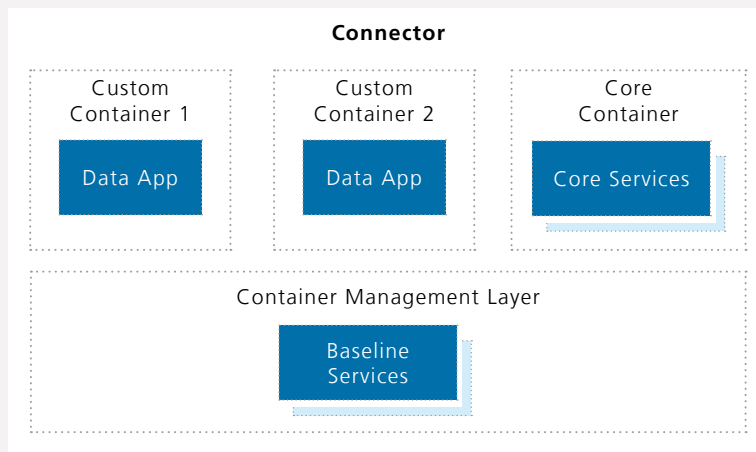 Connector
Custom
Container 1
Data App
Custom
Container 2
Data App
Core
Container
Core Services
Container Management Layer
Baseline
Services